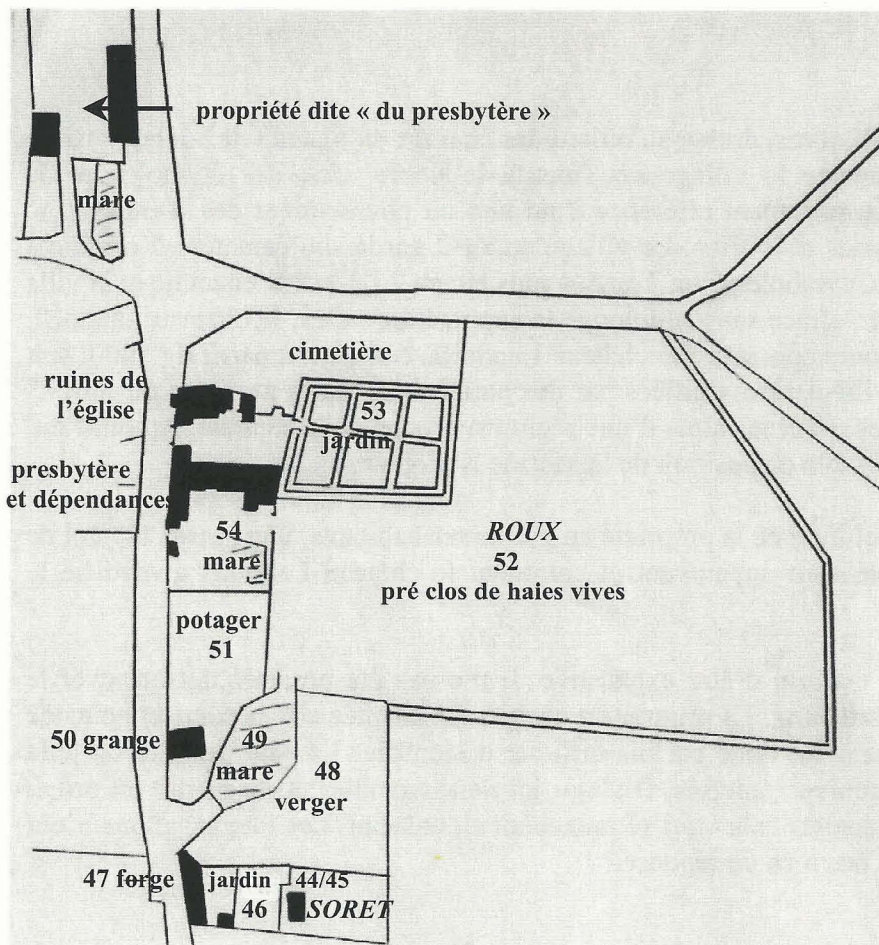 propriété dite « du presbytère »
mare
cimetière
ruines de
l'église
53
jardin
presbytère
et dépendances
54
mare
ROUX
52
pré clos de haies vives
potager
51
50 grange
49
mare
48
verger
47 forge
jardin
46
44/45
SORET